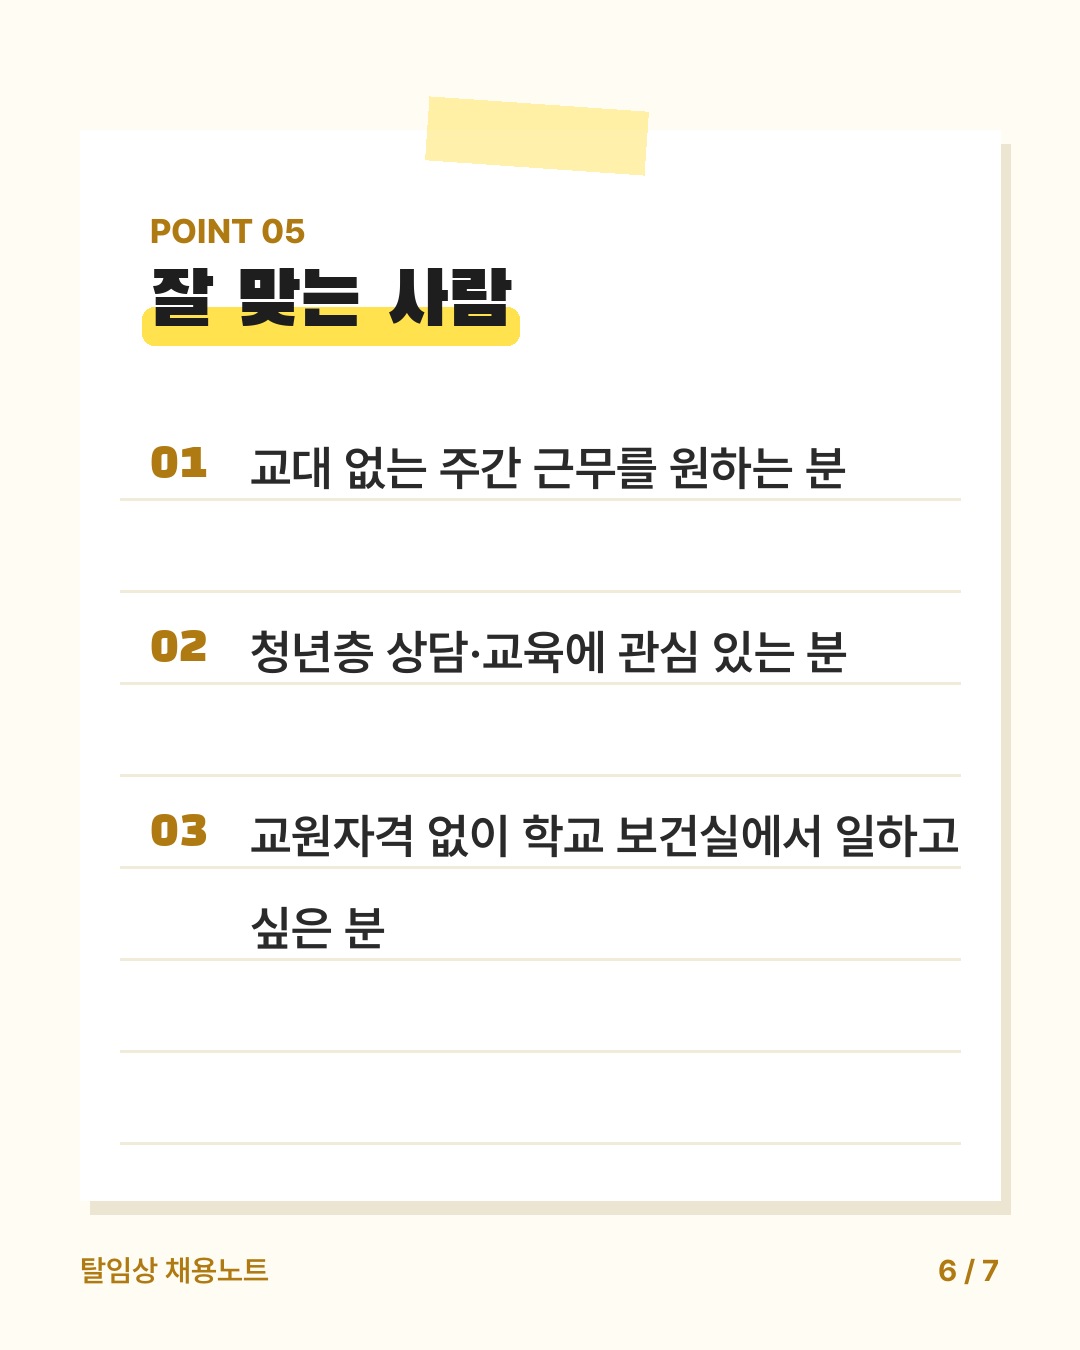 POINT 05
잘 맞는 사람
01 교대 없는 주간 근무를 원하는 분
02 청년층 상담·교육에 관심 있는 분
03 교원자격 없이 학교 보건실에서 일하고
싶은 분
탈임상 채용노트
6 / 7